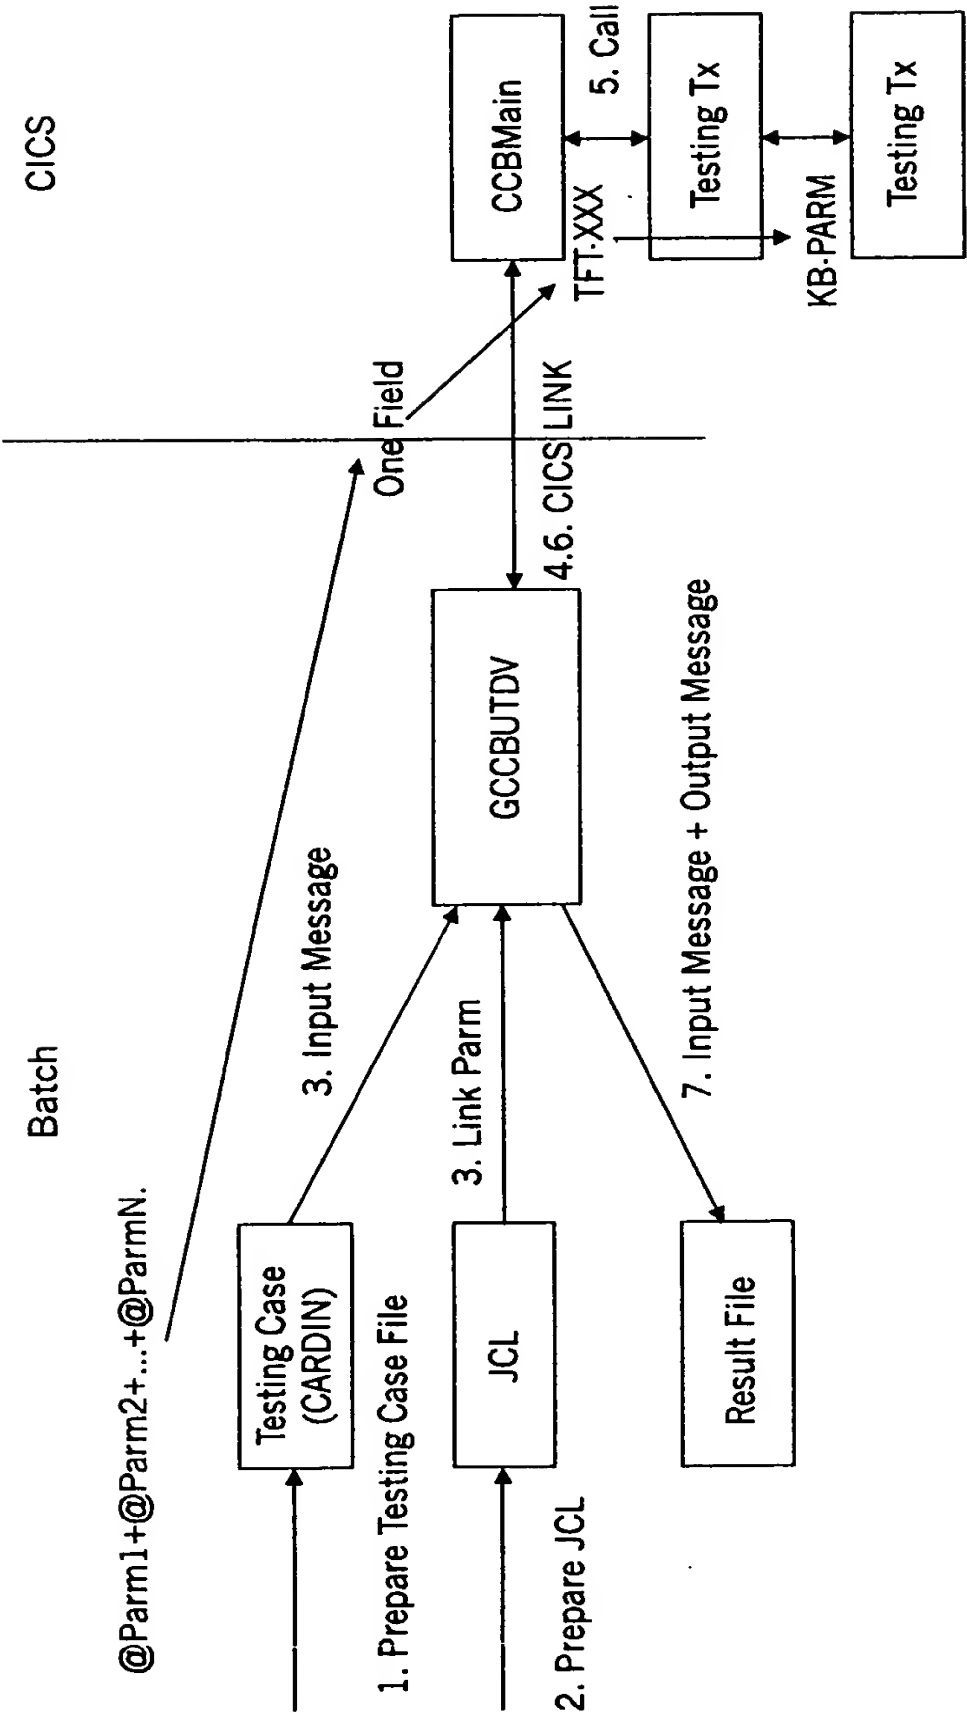 Batch
CICS
@Parm1+@Parm2+...+@ParmN.
One Field
Testing Case
(CARDIN)
3. Input Message
1. Prepare Testing Case File
JCL
3. Link Parm
GCCBUTDV
4.6. CICS LINK
CCBMain
5. Call
TFT-XXX
Testing Tx
2. Prepare JCL
Result File
7. Input Message + Output Message
KB-PARM
Testing Tx